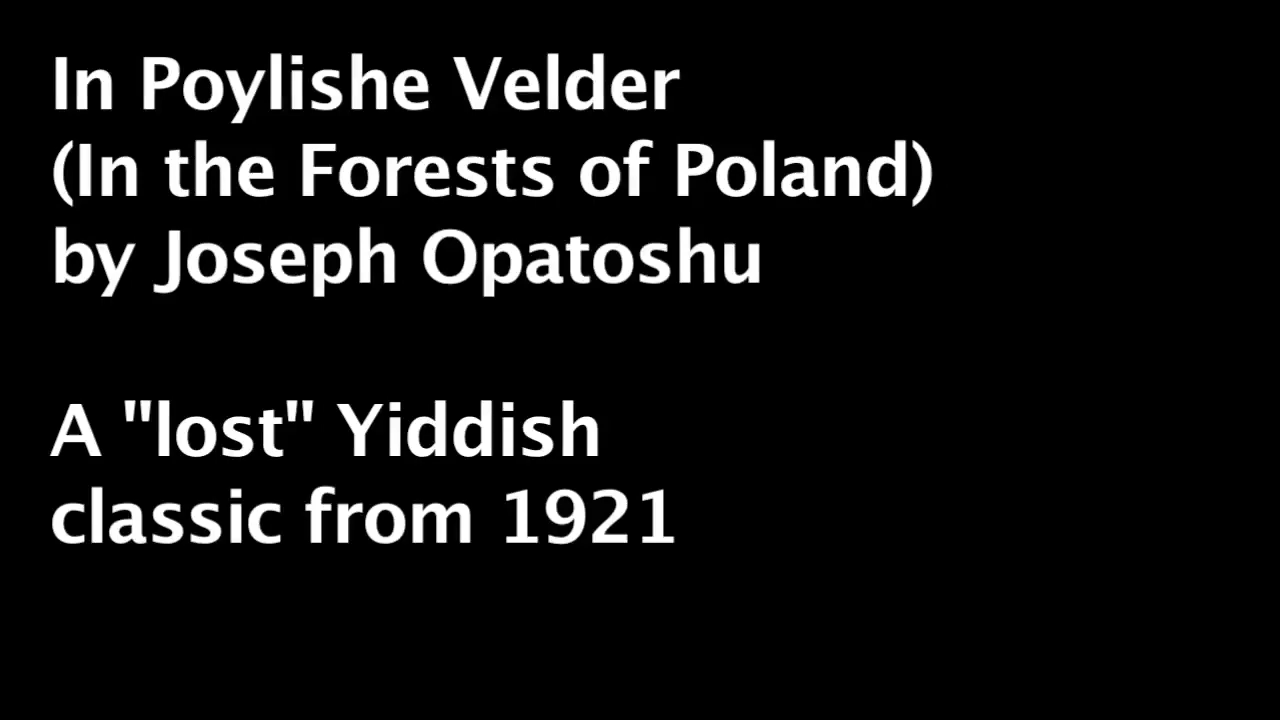 In Poylishe Velder
(In the Forests of Poland)
by Joseph Opatoshu
A "lost" Yiddish
classic from 1921